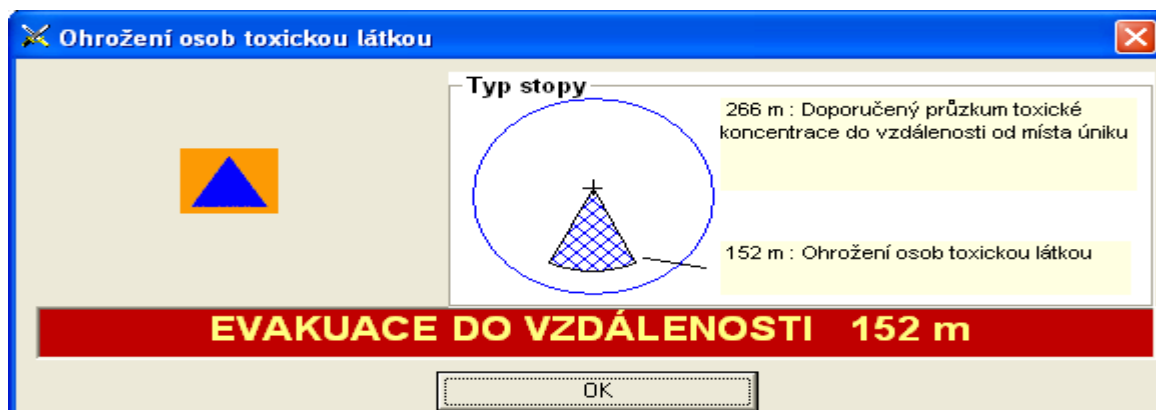 Ohrožení osob toxickou látkou
Typ stopy
266 m : Doporučený průzkum toxické
koncentrace do vzdálenosti od místa úniku
152 m : Ohrožení osob toxickou látkou
EVAKUACE DO VZDÁLENOSTI 152 m
OK